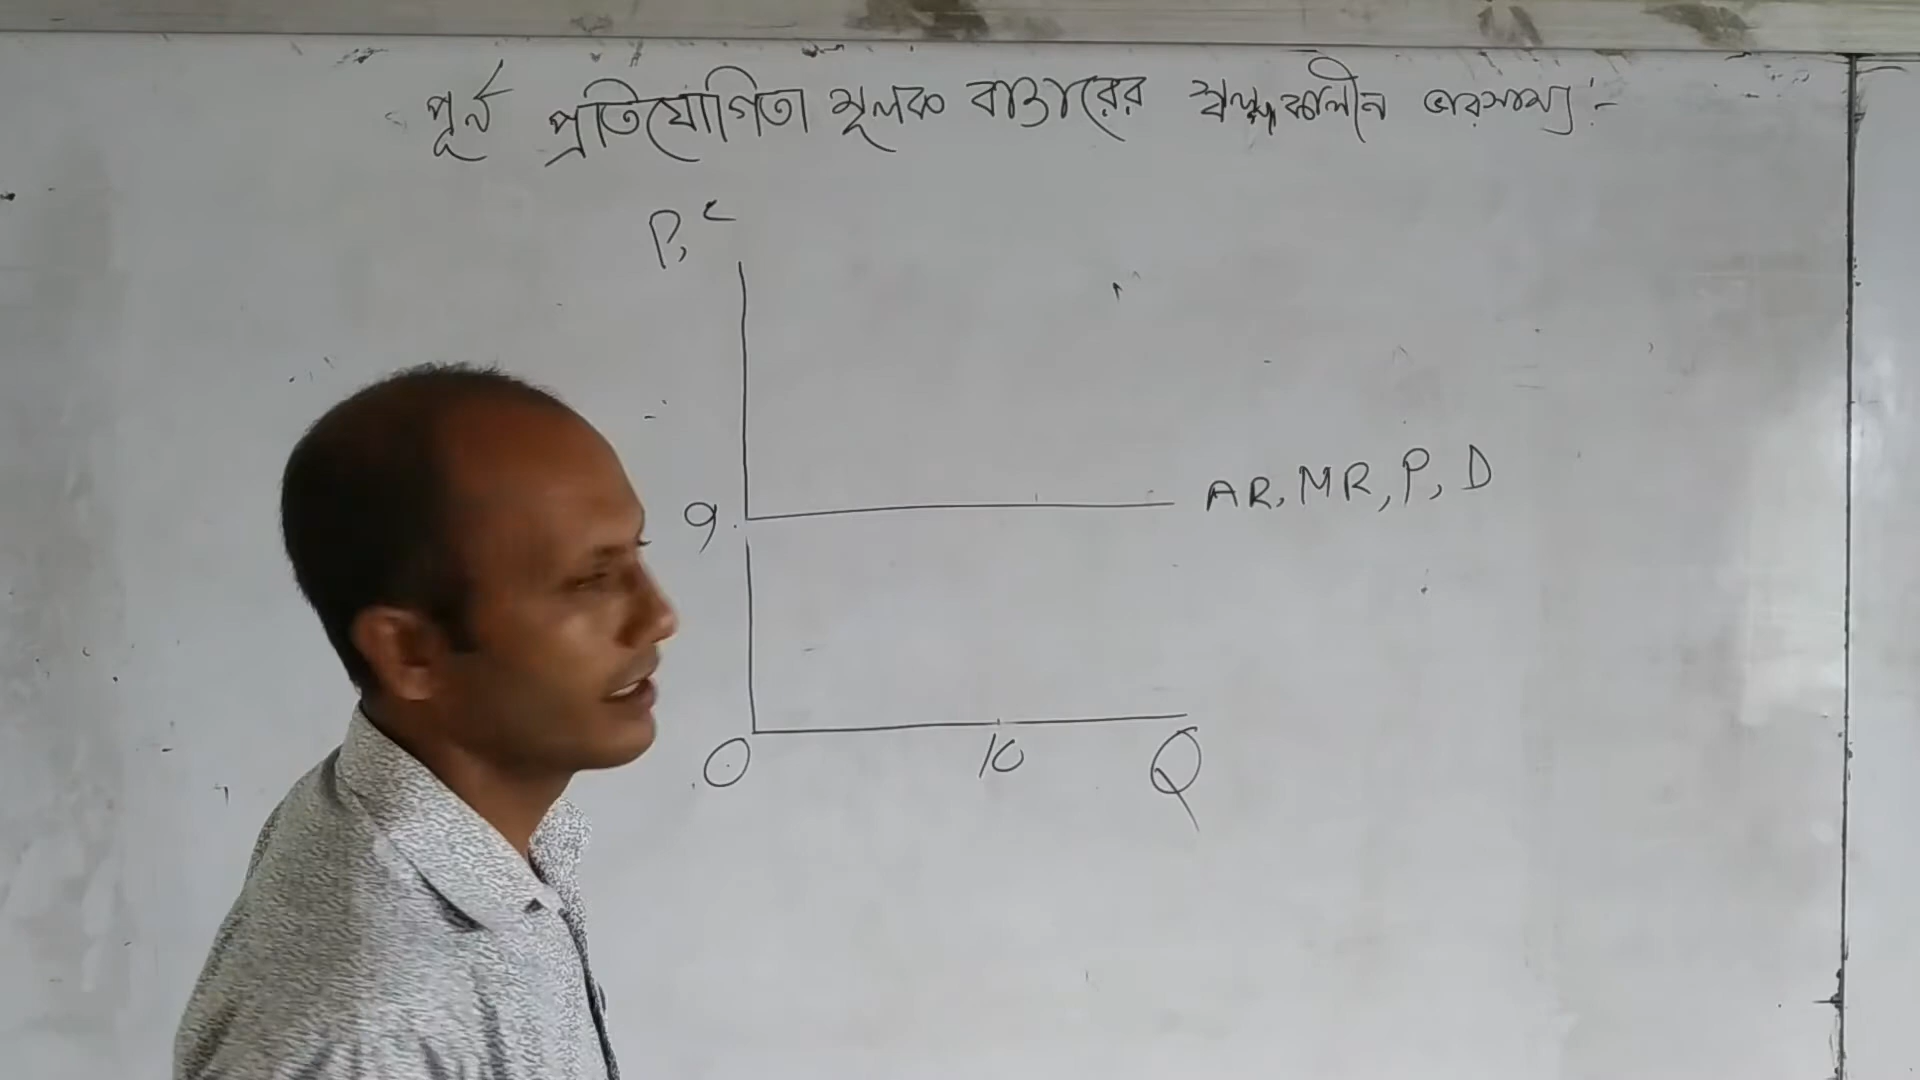 পূর্ন প্রতিযোগিতা মূলক বাজারের স্বল্পকালীন ভারসাম্য :-
P, C
9
AR, MR, P, D
O 10 Q